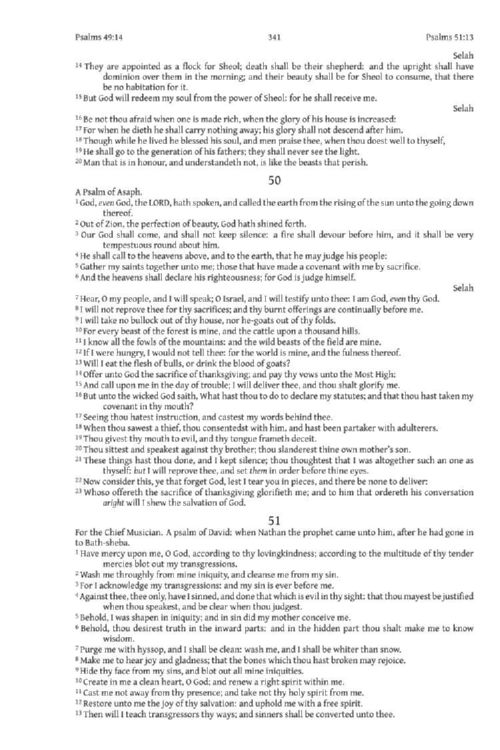 Psalms 49:14 341 Psalms 51:13
Selah
14 They are appointed as a flock for Sheol; death shall be their shepherd: and the upright shall have
dominion over them in the morning; and their beauty shall be for Sheol to consume, that there
be no habitation for it.
15 But God will redeem my soul from the power of Sheol: for he shall receive me.
Selah
16 Be not thou afraid when one is made rich, when the glory of his house is increased:
17 For when he dieth he shall carry nothing away; his glory shall not descend after him.
18 Though while he lived he blessed his soul, and men praise thee, when thou doest well to thyself,
19 He shall go to the generation of his fathers; they shall never see the light.
20 Man that is in honour, and understandeth not, is like the beasts that perish.
50
A Psalm of Asaph.
1 God, even God, the LORD, hath spoken, and called the earth from the rising of the sun unto the going down
thereof.
2 Out of Zion, the perfection of beauty, God hath shined forth.
3 Our God shall come, and shall not keep silence: a fire shall devour before him, and it shall be very
tempestuous round about him.
4 He shall call to the heavens above, and to the earth, that he may judge his people:
5 Gather my saints together unto me; those that have made a covenant with me by sacrifice.
6 And the heavens shall declare his righteousness; for God is judge himself.
Selah
7 Hear, O my people, and I will speak; O Israel, and I will testify unto thee: I am God, even thy God.
8 I will not reprove thee for thy sacrifices; and thy burnt offerings are continually before me.
9 I will take no bullock out of thy house, nor he-goats out of thy folds.
10 For every beast of the forest is mine, and the cattle upon a thousand hills.
11 I know all the fowls of the mountains: and the wild beasts of the field are mine.
12 If I were hungry, I would not tell thee: for the world is mine, and the fulness thereof.
13 Will I eat the flesh of bulls, or drink the blood of goats?
14 Offer unto God the sacrifice of thanksgiving; and pay thy vows unto the Most High:
15 And call upon me in the day of trouble; I will deliver thee, and thou shalt glorify me.
16 But unto the wicked God saith, What hast thou to do to declare my statutes; and that thou hast taken my
covenant in thy mouth?
17 Seeing thou hatest instruction, and castest my words behind thee.
18 When thou sawest a thief, thou consentedst with him, and hast been partaker with adulterers.
19 Thou givest thy mouth to evil, and thy tongue frameth deceit.
20 Thou sittest and speakest against thy brother; thou slanderest thine own mother's son.
21 These things hast thou done, and I kept silence; thou thoughtest that I was altogether such an one as
thyself: but I will reprove thee, and set them in order before thine eyes.
22 Now consider this, ye that forget God, lest I tear you in pieces, and there be none to deliver:
23 Whoso offereth the sacrifice of thanksgiving glorifieth me; and to him that ordereth his conversation
aright will I shew the salvation of God.
51
For the Chief Musician. A psalm of David: when Nathan the prophet came unto him, after he had gone in
to Bath-sheba.
1 Have mercy upon me, O God, according to thy lovingkindness: according to the multitude of thy tender
mercies blot out my transgressions.
2 Wash me throughly from mine iniquity, and cleanse me from my sin.
3 For I acknowledge my transgressions: and my sin is ever before me.
4 Against thee, thee only, have I sinned, and done that which is evil in thy sight: that thou mayest be justified
when thou speakest, and be clear when thou judgest.
5 Behold, I was shapen in iniquity; and in sin did my mother conceive me.
6 Behold, thou desirest truth in the inward parts: and in the hidden part thou shalt make me to know
wisdom.
7 Purge me with hyssop, and I shall be clean: wash me, and I shall be whiter than snow.
8 Make me to hear joy and gladness; that the bones which thou hast broken may rejoice.
9 Hide thy face from my sins, and blot out all mine iniquities.
10 Create in me a clean heart, O God; and renew a right spirit within me.
11 Cast me not away from thy presence; and take not thy holy spirit from me.
12 Restore unto me the joy of thy salvation: and uphold me with a free spirit.
13 Then will I teach transgressors thy ways; and sinners shall be converted unto thee.